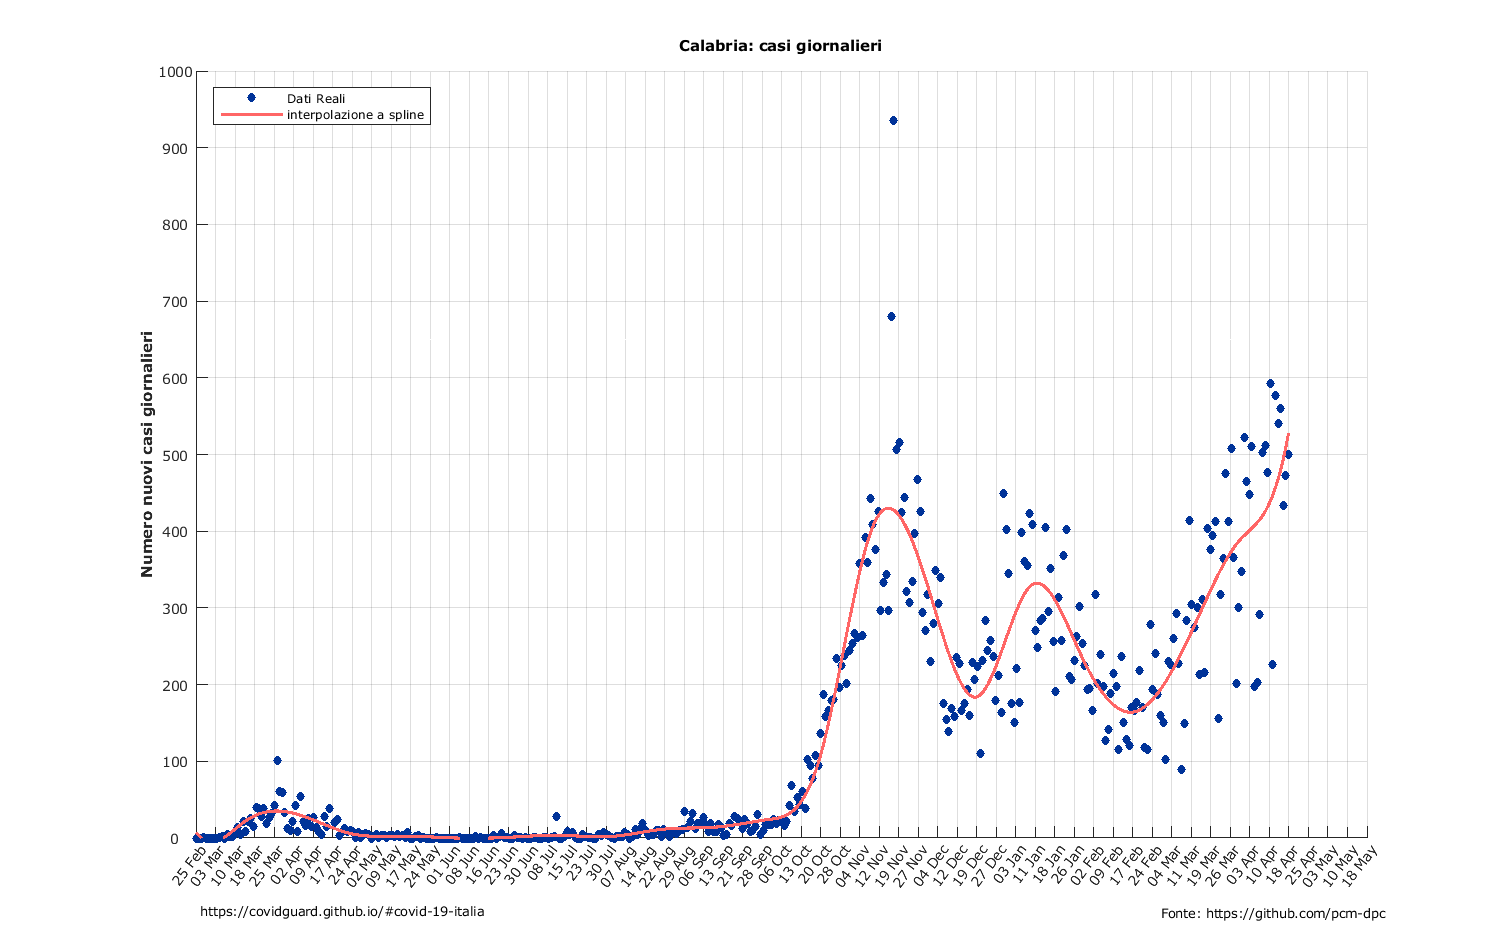 Calabria: casi giornalieri
Dati Reali
interpolazione a spline
Numero nuovi casi giornalieri
1000
900
800
700
600
500
400
300
200
100
0
25 Feb
03 Mar
10 Mar
18 Mar
25 Mar
02 Apr
09 Apr
17 Apr
24 Apr
02 May
09 May
17 May
24 May
01 Jun
08 Jun
16 Jun
23 Jun
30 Jun
08 Jul
15 Jul
23 Jul
30 Jul
07 Aug
14 Aug
22 Aug
29 Aug
06 Sep
13 Sep
21 Sep
28 Sep
06 Oct
13 Oct
20 Oct
28 Oct
04 Nov
12 Nov
12 Nov
19 Nov
27 Dec
04 Dec
12 Dec
19 Dec
27 Dec
03 Jan
11 Jan
18 Jan
26 Jan
02 Feb
09 Feb
17 Feb
24 Feb
04 Mar
11 Mar
19 Mar
26 Mar
03 Apr
10 Apr
18 Apr
25 Apr
03 May
10 May
18 May
https://covidguard.github.io/#covid-19-italia
Fonte: https://github.com/pcm-dpc